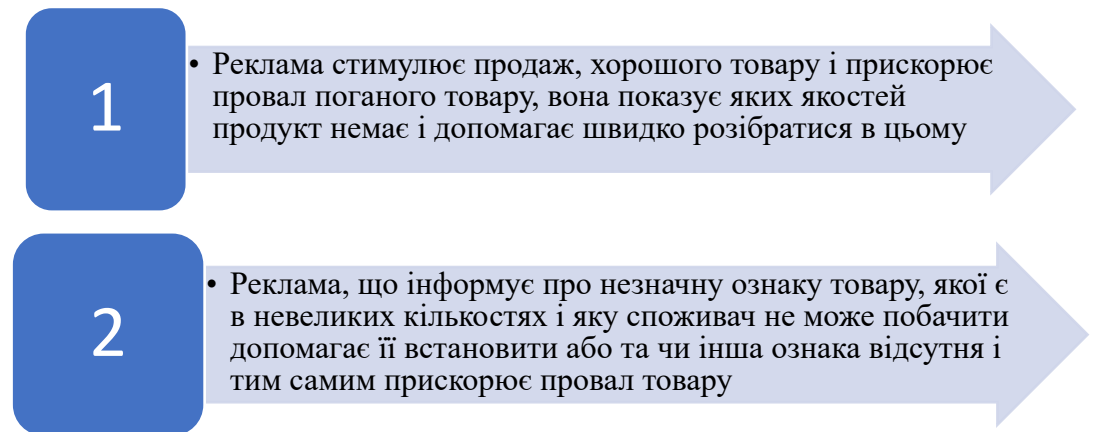 1
• Реклама стимулює продаж, хорошого товару і прискорює
провал поганого товару, вона показує яких якостей
продукт немає і допомагає швидко розібратися в цьому
2
• Реклама, що інформує про незначну ознаку товару, якої є
в невеликих кількостях і яку споживач не може побачити
допомагає її встановити або та чи інша ознака відсутня і
тим самим прискорює провал товару